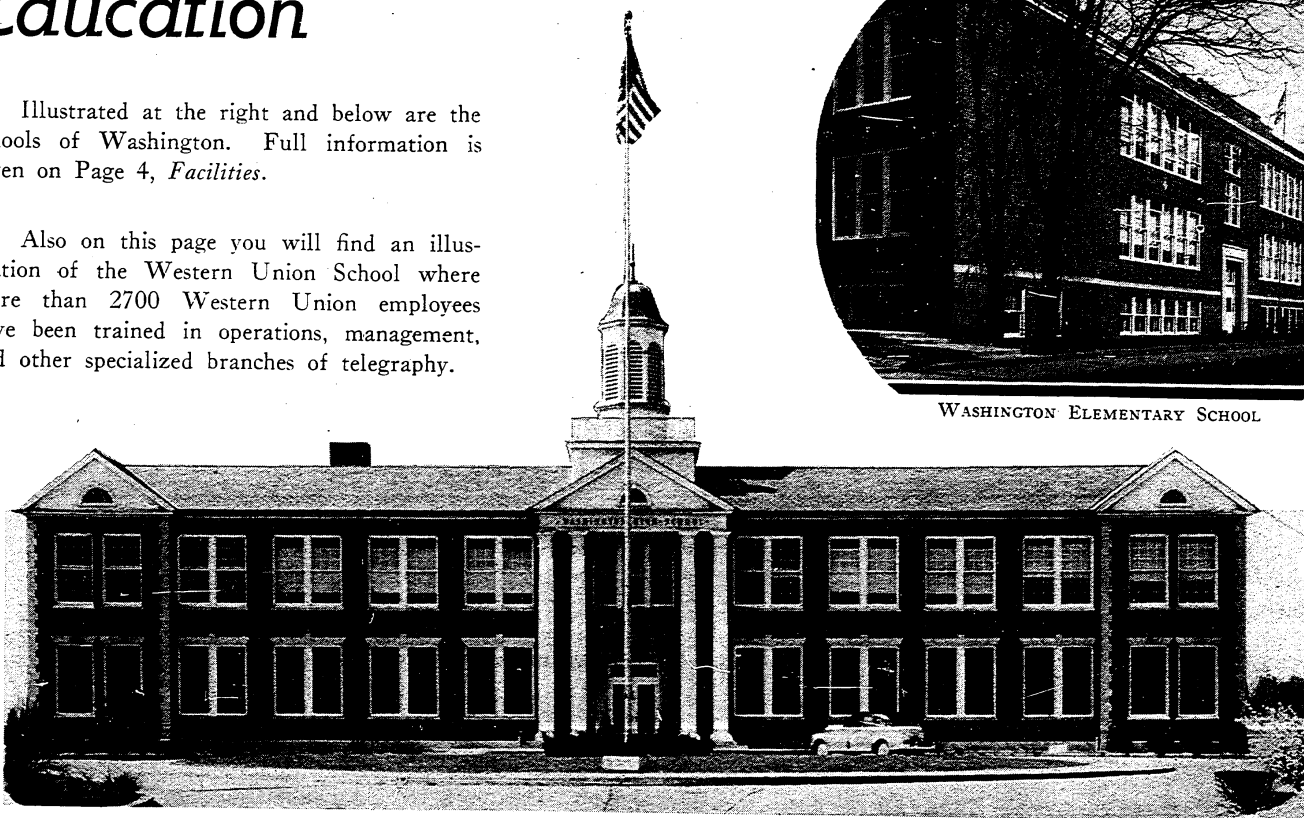 Education
Illustrated at the right and below are the
ools of Washington. Full information is
en on Page 4, Facilities.
Also on this page you will find an illus-
tion of the Western Union School where
re than 2700 Western Union employees
ve been trained in operations, management,
d other specialized branches of telegraphy.
WASHINGTON ELEMENTARY SCHOOL